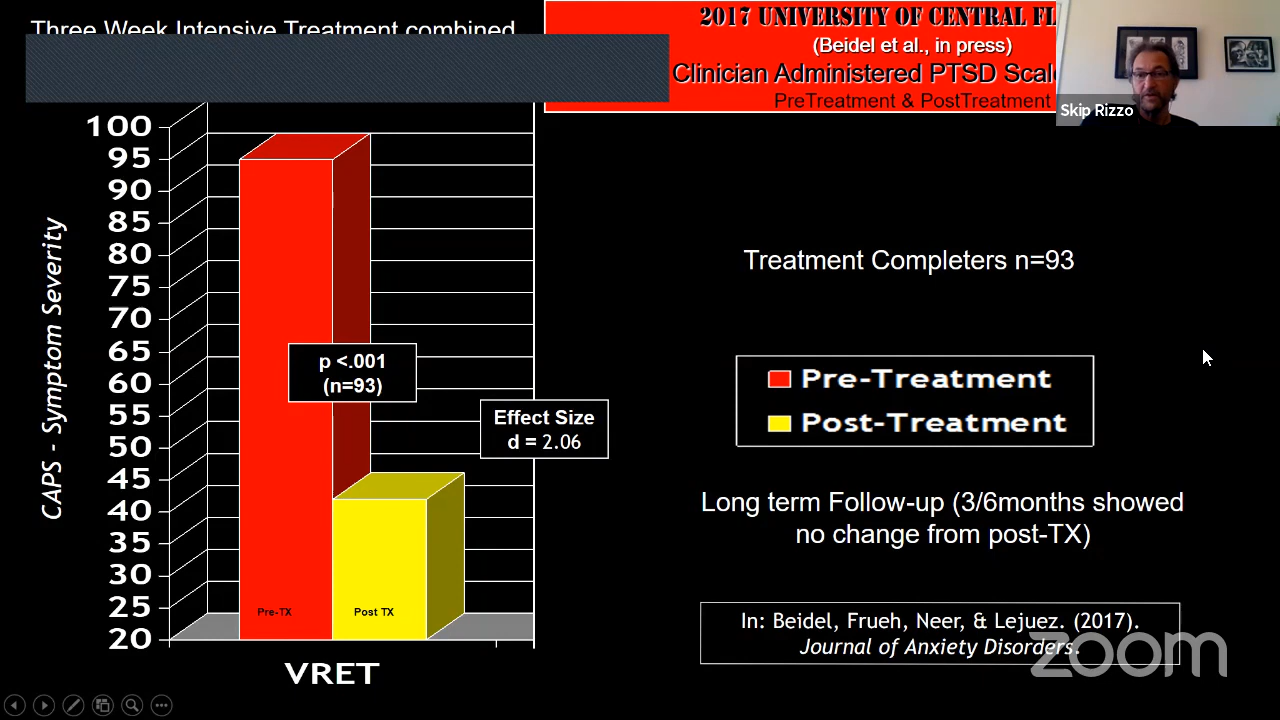 Three Week Intensive Treatment combined
2017 UNIVERSITY OF CENTRAL
(Beidel et al., in press)
Clinician Administered PTSD
PreTreatment & PostTreatment
Skip Rizzo
100
95
90
85
80
75
70
65
60
55
50
45
40
35
30
25
20
CAPS - Symptom Severity
p <.001
(n=93)
Effect Size
d = 2.06
Pre-TX
Post TX
VRET
Treatment Completers n=93
Pre-Treatment
Post-Treatment
Long term Follow-up (3/6months showed
no change from post-TX)
In: Beidel, Frueh, Neer, & Lejuez. (2017).
Journal of Anxiety Disorders.
zoom